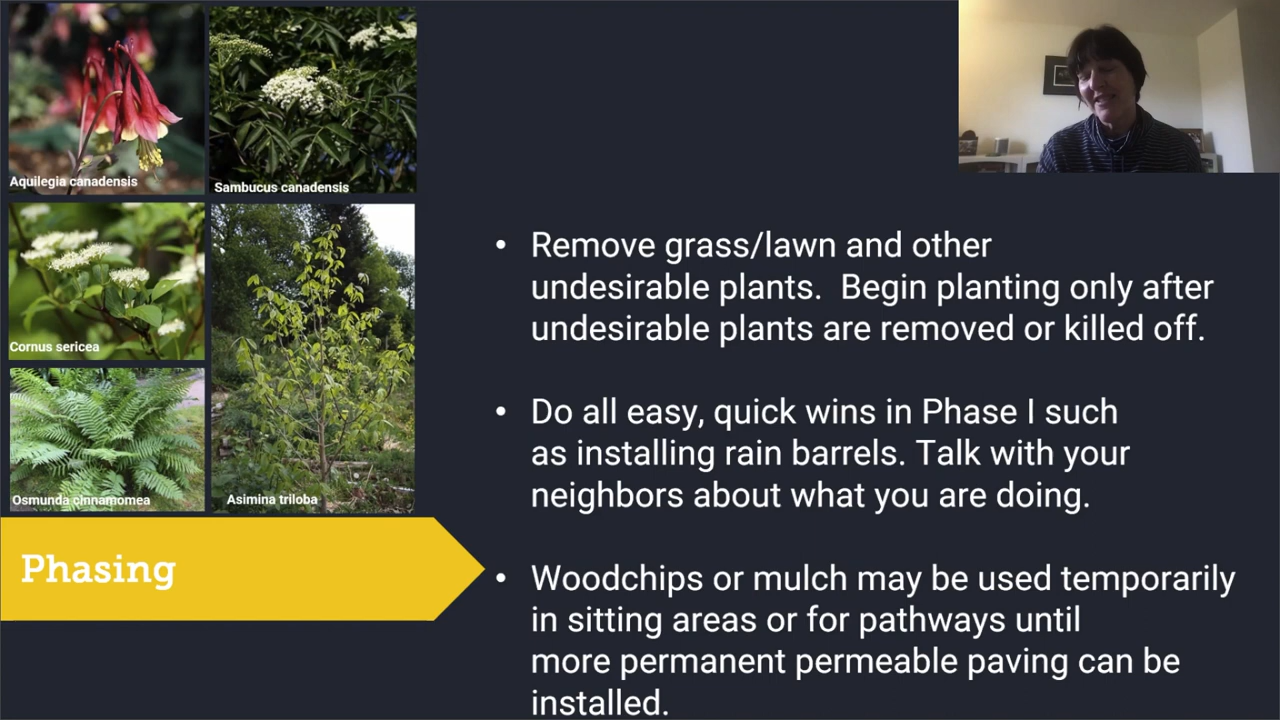 Aquilegia canadensis
Sambucus canadensis
Cornus sericea
Osmunda cinnamomea
Asimina triloba
Phasing
• Remove grass/lawn and other
undesirable plants.  Begin planting only after
undesirable plants are removed or killed off.
• Do all easy, quick wins in Phase I such
as installing rain barrels. Talk with your
neighbors about what you are doing.
• Woodchips or mulch may be used temporarily
in sitting areas or for pathways until
more permanent permeable paving can be
installed.